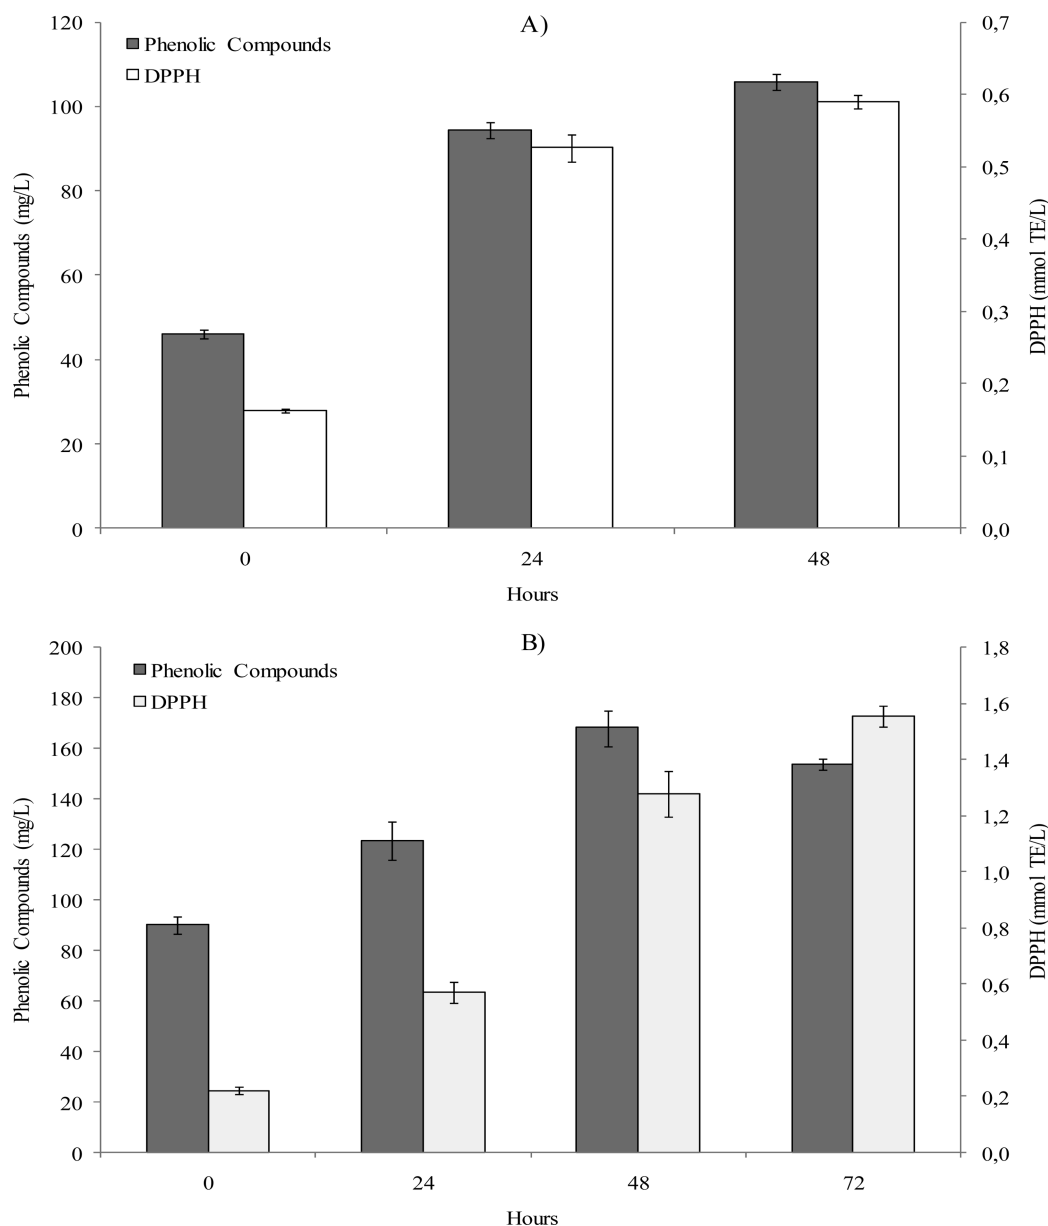 A)
Phenolic Compounds
DPPH
Phenolic Compounds (mg/L)
120
100
80
60
40
20
0
0,7
0,6
0,5
0,4
0,3
0,2
0,1
0,0
DPPH (mmol TE/L)
0 24 48
Hours
B)
Phenolic Compounds
DPPH
Phenolic Compounds (mg/L)
200
180
160
140
120
100
80
60
40
20
0
1,8
1,6
1,4
1,2
1,0
0,8
0,6
0,4
0,2
0,0
DPPH (mmol TE/L)
0 24 48 72
Hours